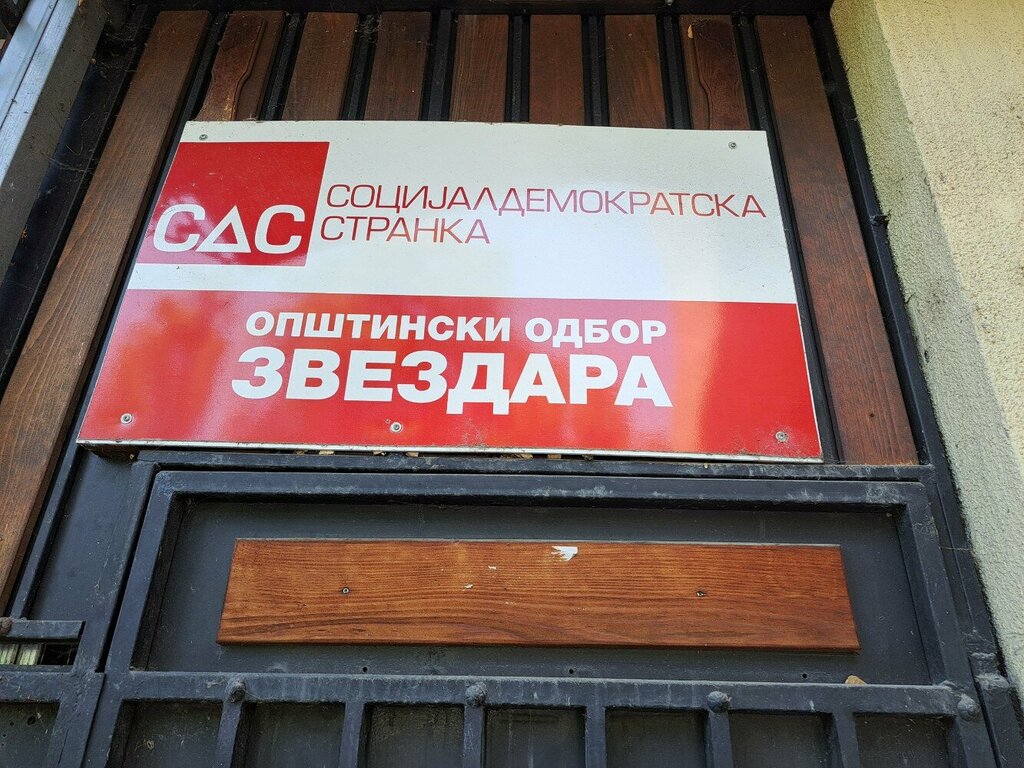 СДС
СОЦИЈАЛДЕМОКРАТСКА
СТРАНКА
ОПШТИНСКИ ОДБОР
ЗВЕЗДАРА